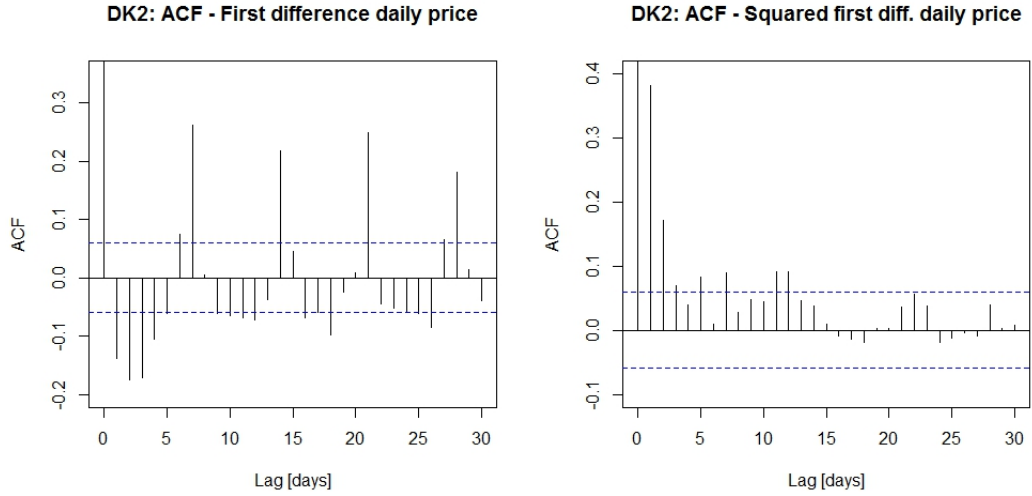 DK2: ACF - First difference daily price
ACF
0.3
0.2
0.1
0.0
-0.1
-0.2
0 5 10 15 20 25 30
Lag [days]
DK2: ACF - Squared first diff. daily price
ACF
0.4
0.3
0.2
0.1
0.0
-0.1
0 5 10 15 20 25 30
Lag [days]